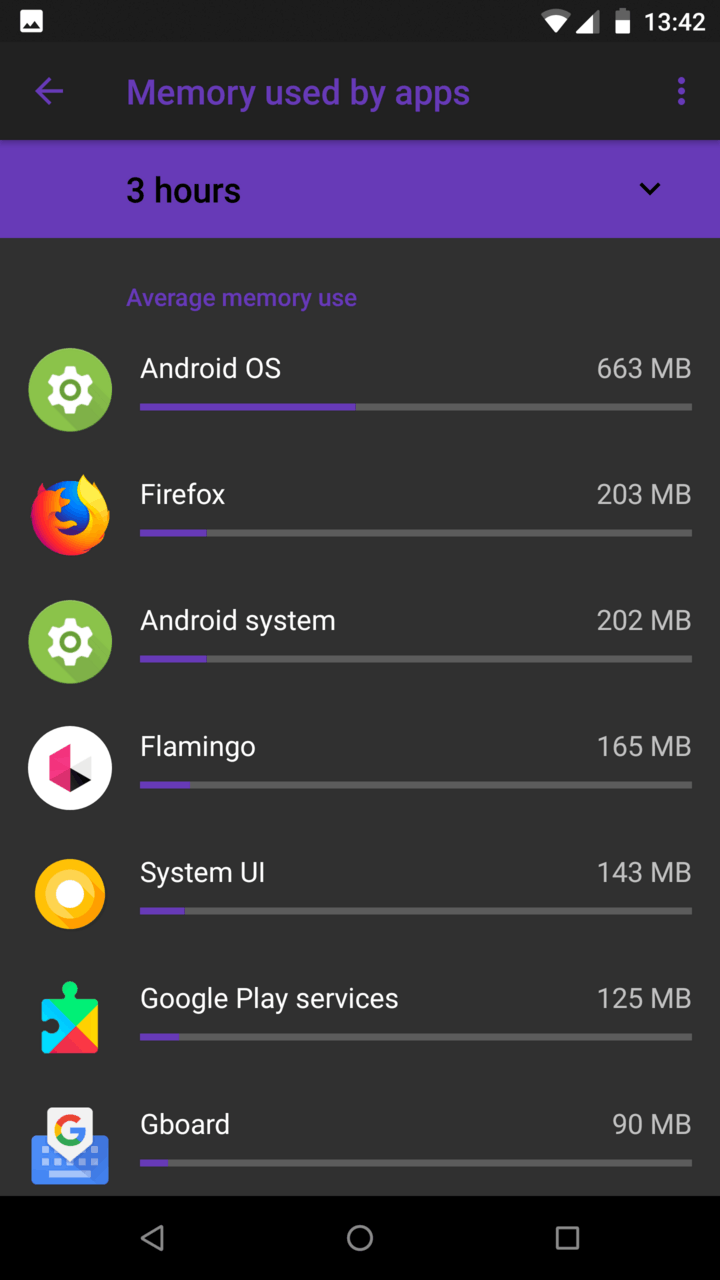 13:42
Memory used by apps
3 hours
Average memory use
Android OS 663 MB
Firefox 203 MB
Android system 202 MB
Flamingo 165 MB
System UI 143 MB
Google Play services 125 MB
G
Gboard 90 MB